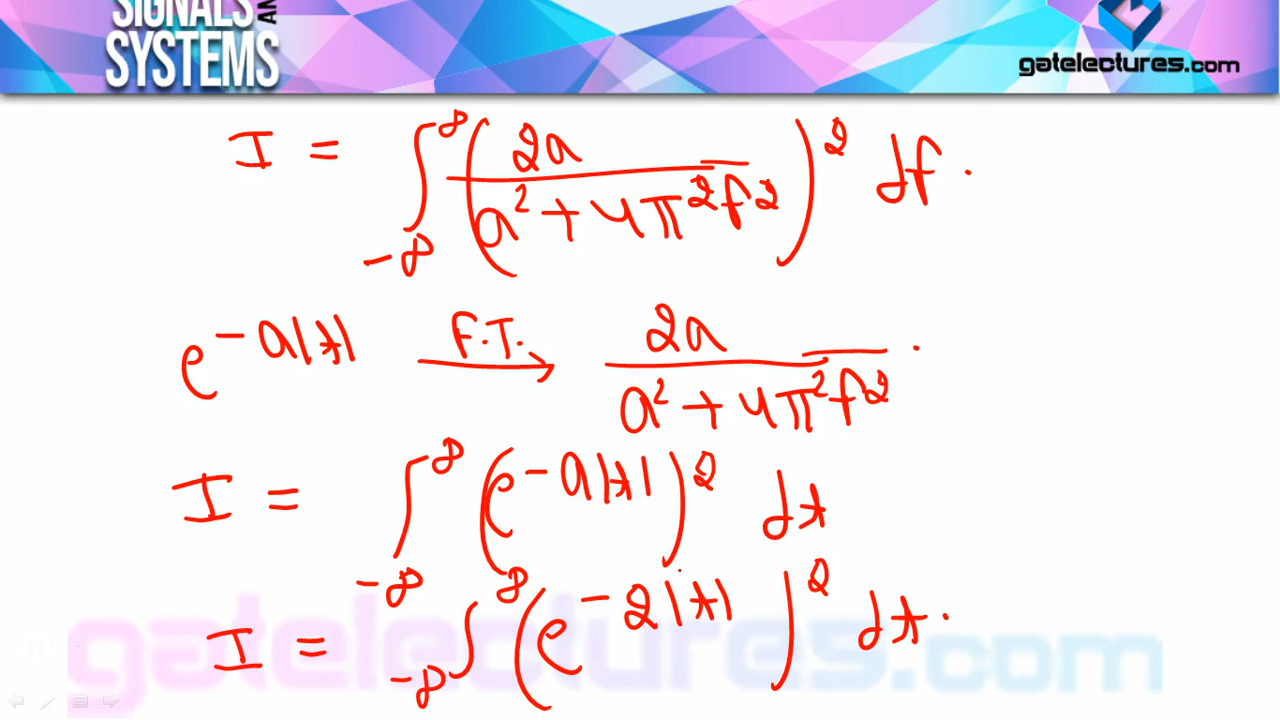 SIGNALS AND
SYSTEMS
gatelectures.com
I = ∫_{-∞}^{∞} (2a / (a² + 4π²f²))² df.
e^{-a|t|} —F.T.→ 2a / (a² + 4π²f²).
I = ∫_{-∞}^{∞} (e^{-a|t|})² dt
I = ∫_{-∞}^{∞} (e^{-2|t|})² dt.
gatelectures.com